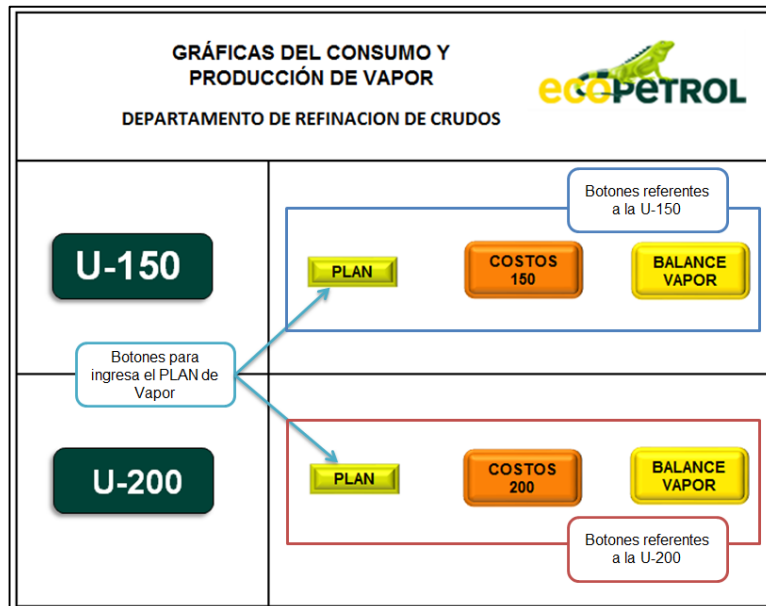 GRÁFICAS DEL CONSUMO Y
PRODUCCIÓN DE VAPOR
ecopeTROL
DEPARTAMENTO DE REFINACION DE CRUDOS
Botones referentes
a la U-150
U-150
PLAN
COSTOS
150
BALANCE
VAPOR
Botones para
ingresa el PLAN de
Vapor
U-200
PLAN
COSTOS
200
BALANCE
VAPOR
Botones referentes
a la U-200